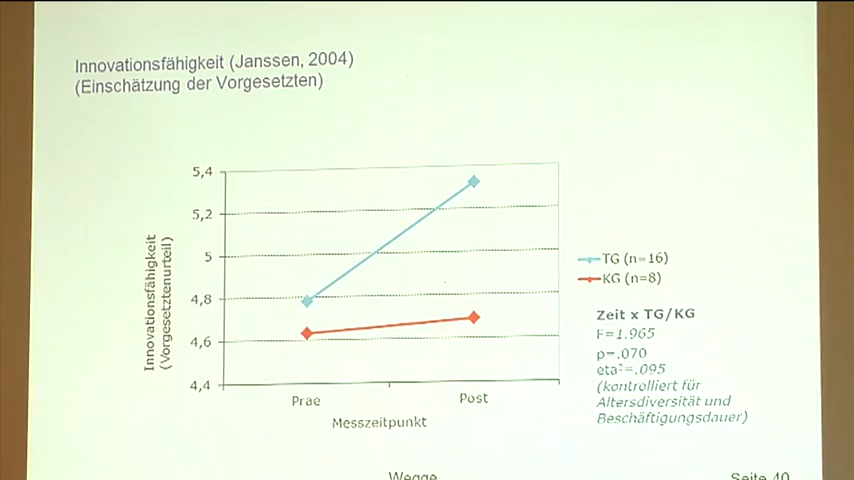 Innovationsfähigkeit (Janssen, 2004)
(Einschätzung der Vorgesetzten)
5,4
5,2
5
4,8
4,6
4,4
Innovationsfähigkeit
(Vorgesetztenurteil)
Prae
Post
Messzeitpunkt
TG (n=16)
KG (n=8)
Zeit x TG/KG
F=1.965
p=.070
eta²=.095
(kontrolliert für
Altersdiversität und
Beschäftigungsdauer)
Wegge
Seite 40